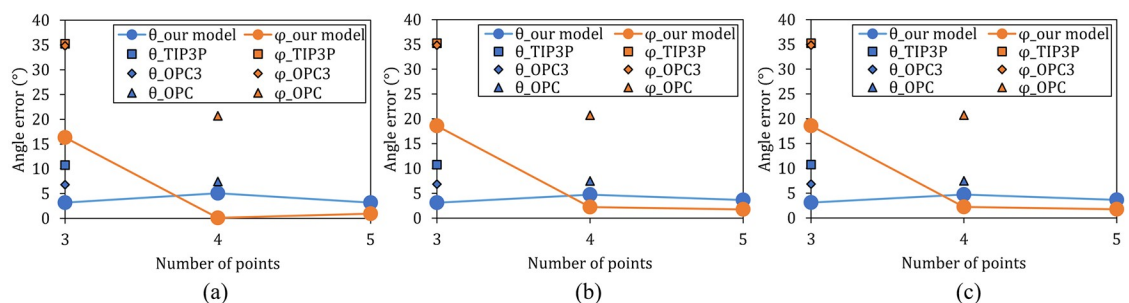 Angle error (°)
40
35
30
25
20
15
10
5
0
θ_our model φ_our model
θ_TIP3P φ_TIP3P
θ_OPC3 φ_OPC3
θ_OPC φ_OPC
3 4 5
Number of points
(a)
Angle error (°)
40
35
30
25
20
15
10
5
0
θ_our model φ_our model
θ_TIP3P φ_TIP3P
θ_OPC3 φ_OPC3
θ_OPC φ_OPC
3 4 5
Number of points
(b)
Angle error (°)
40
35
30
25
20
15
10
5
0
θ_our model φ_our model
θ_TIP3P φ_TIP3P
θ_OPC3 φ_OPC3
θ_OPC φ_OPC
3 4 5
Number of points
(c)